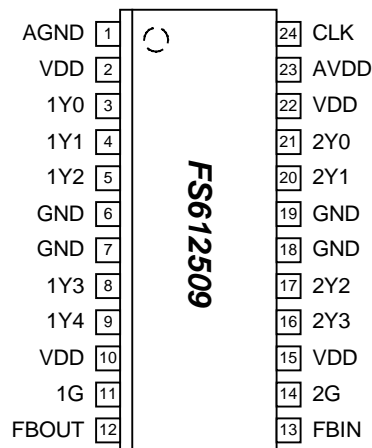 AGND 1 24 CLK
VDD 2 23 AVDD
1Y0 3 22 VDD
1Y1 4 21 2Y0
1Y2 5 20 2Y1
GND 6 19 GND
GND 7 18 GND
1Y3 8 17 2Y2
1Y4 9 16 2Y3
VDD 10 15 VDD
1G 11 14 2G
FBOUT 12 13 FBIN
FS612509